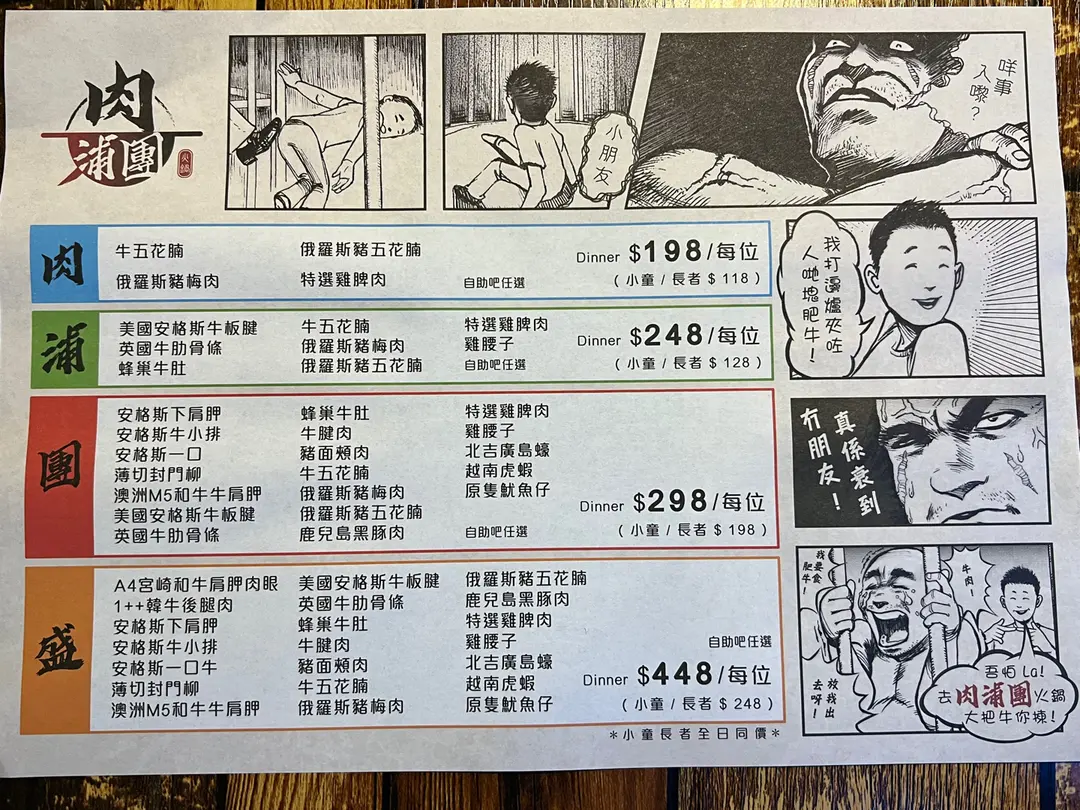 肉
浦團
火鍋
小朋友
咩事
入嚟?
肉
牛五花腩
俄羅斯豬五花腩
俄羅斯豬梅肉
特選雞脾肉
自助吧任選
Dinner $198/每位
( 小童 / 長者 $ 118 )
我打邊爐夾咗
人哋塊肥牛!
浦
美國安格斯牛板腱
牛五花腩
特選雞脾肉
英國牛肋骨條
俄羅斯豬梅肉
雞腰子
蜂巢牛肚
俄羅斯豬五花腩
自助吧任選
Dinner $248/每位
( 小童 / 長者 $ 128 )
團
安格斯下肩胛
蜂巢牛肚
特選雞脾肉
安格斯牛小排
牛腱肉
雞腰子
安格斯一口
豬面頰肉
北吉廣島蠔
薄切封門柳
牛五花腩
越南虎蝦
澳洲M5和牛牛肩胛
俄羅斯豬梅肉
原隻魷魚仔
美國安格斯牛板腱
俄羅斯豬五花腩
英國牛肋骨條
鹿兒島黑豚肉
自助吧任選
Dinner $298/每位
( 小童 / 長者 $ 198 )
真係衰到
冇朋友!
盛
A4宮崎和牛肩胛肉眼
美國安格斯牛板腱
俄羅斯豬五花腩
1++韓牛後腿肉
英國牛肋骨條
鹿兒島黑豚肉
安格斯下肩胛
蜂巢牛肚
特選雞脾肉
安格斯牛小排
牛腱肉
雞腰子
安格斯一口牛
豬面頰肉
北吉廣島蠔
薄切封門柳
牛五花腩
越南虎蝦
澳洲M5和牛牛肩胛
俄羅斯豬梅肉
原隻魷魚仔
自助吧任選
Dinner $448/每位
( 小童 / 長者 $ 248 )
*小童長者全日同價*
我要食
肥牛!
牛肉!
放我出
去呀!
吾怕 La!
去肉浦團火鍋
大把牛你揀!